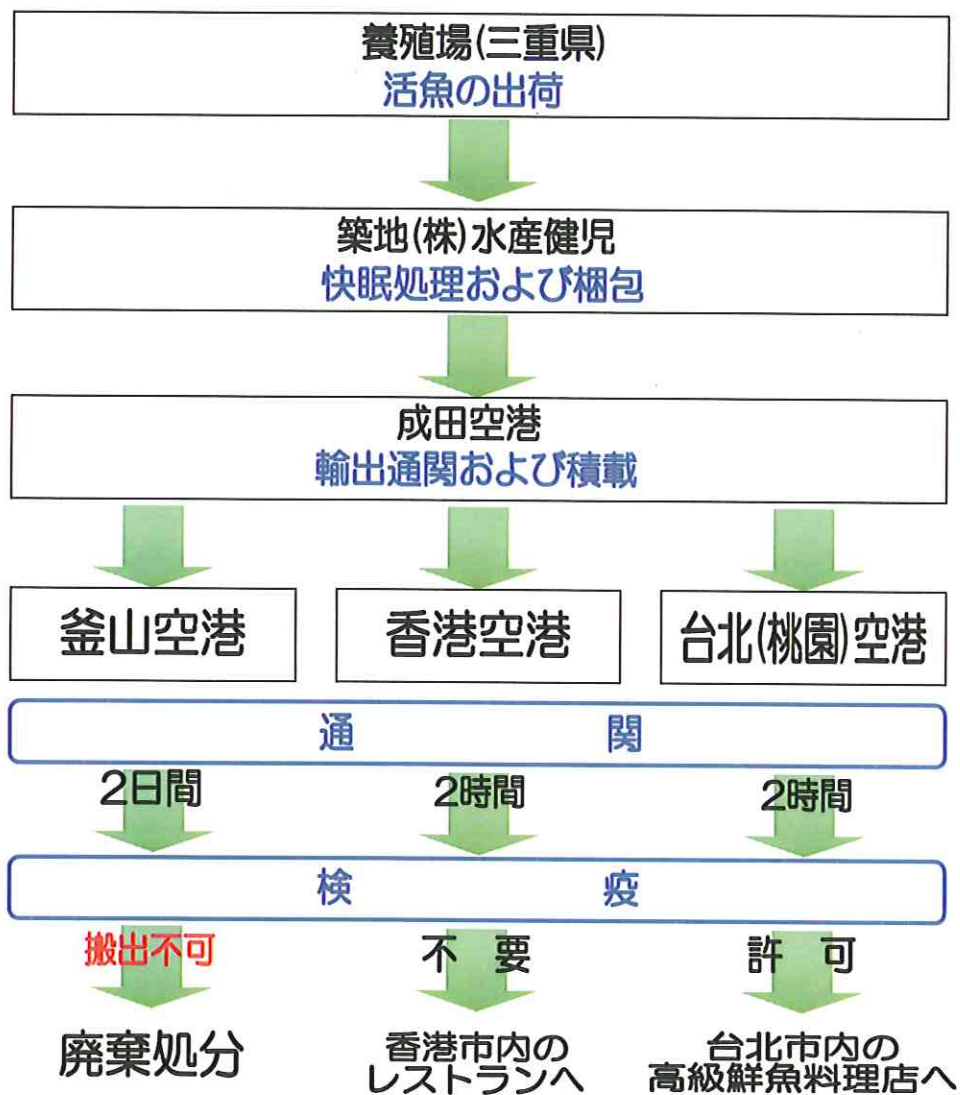 養殖場(三重県)
活魚の出荷
築地(株)水産健児
快眠処理および梱包
成田空港
輸出通関および積載
釜山空港
香港空港
台北(桃園)空港
通 関
2日間
2時間
2時間
検 疫
搬出不可
不 要
許 可
廃棄処分
香港市内の
レストランへ
台北市内の
高級鮮魚料理店へ